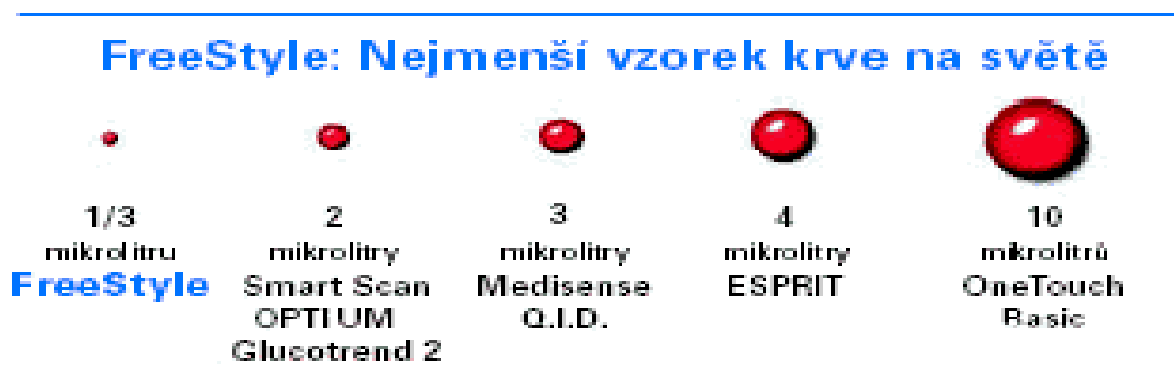 FreeStyle: Nejmenší vzorek krve na světě
1/3
mikrolitru
FreeStyle
2
mikrolitry
Smart Scan
OPTIUM
Glucotrend 2
3
mikrolitry
Medisense
Q.I.D.
4
mikrolitry
ESPRIT
10
mikrolitrů
OneTouch
Basic